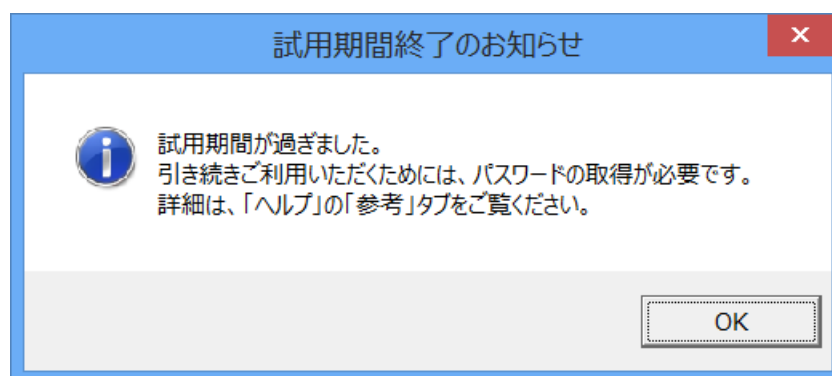 試用期間終了のお知らせ
試用期間が過ぎました。
引き続きご利用いただくためには、パスワードの取得が必要です。
詳細は、「ヘルプ」の「参考」タブをご覧ください。
OK